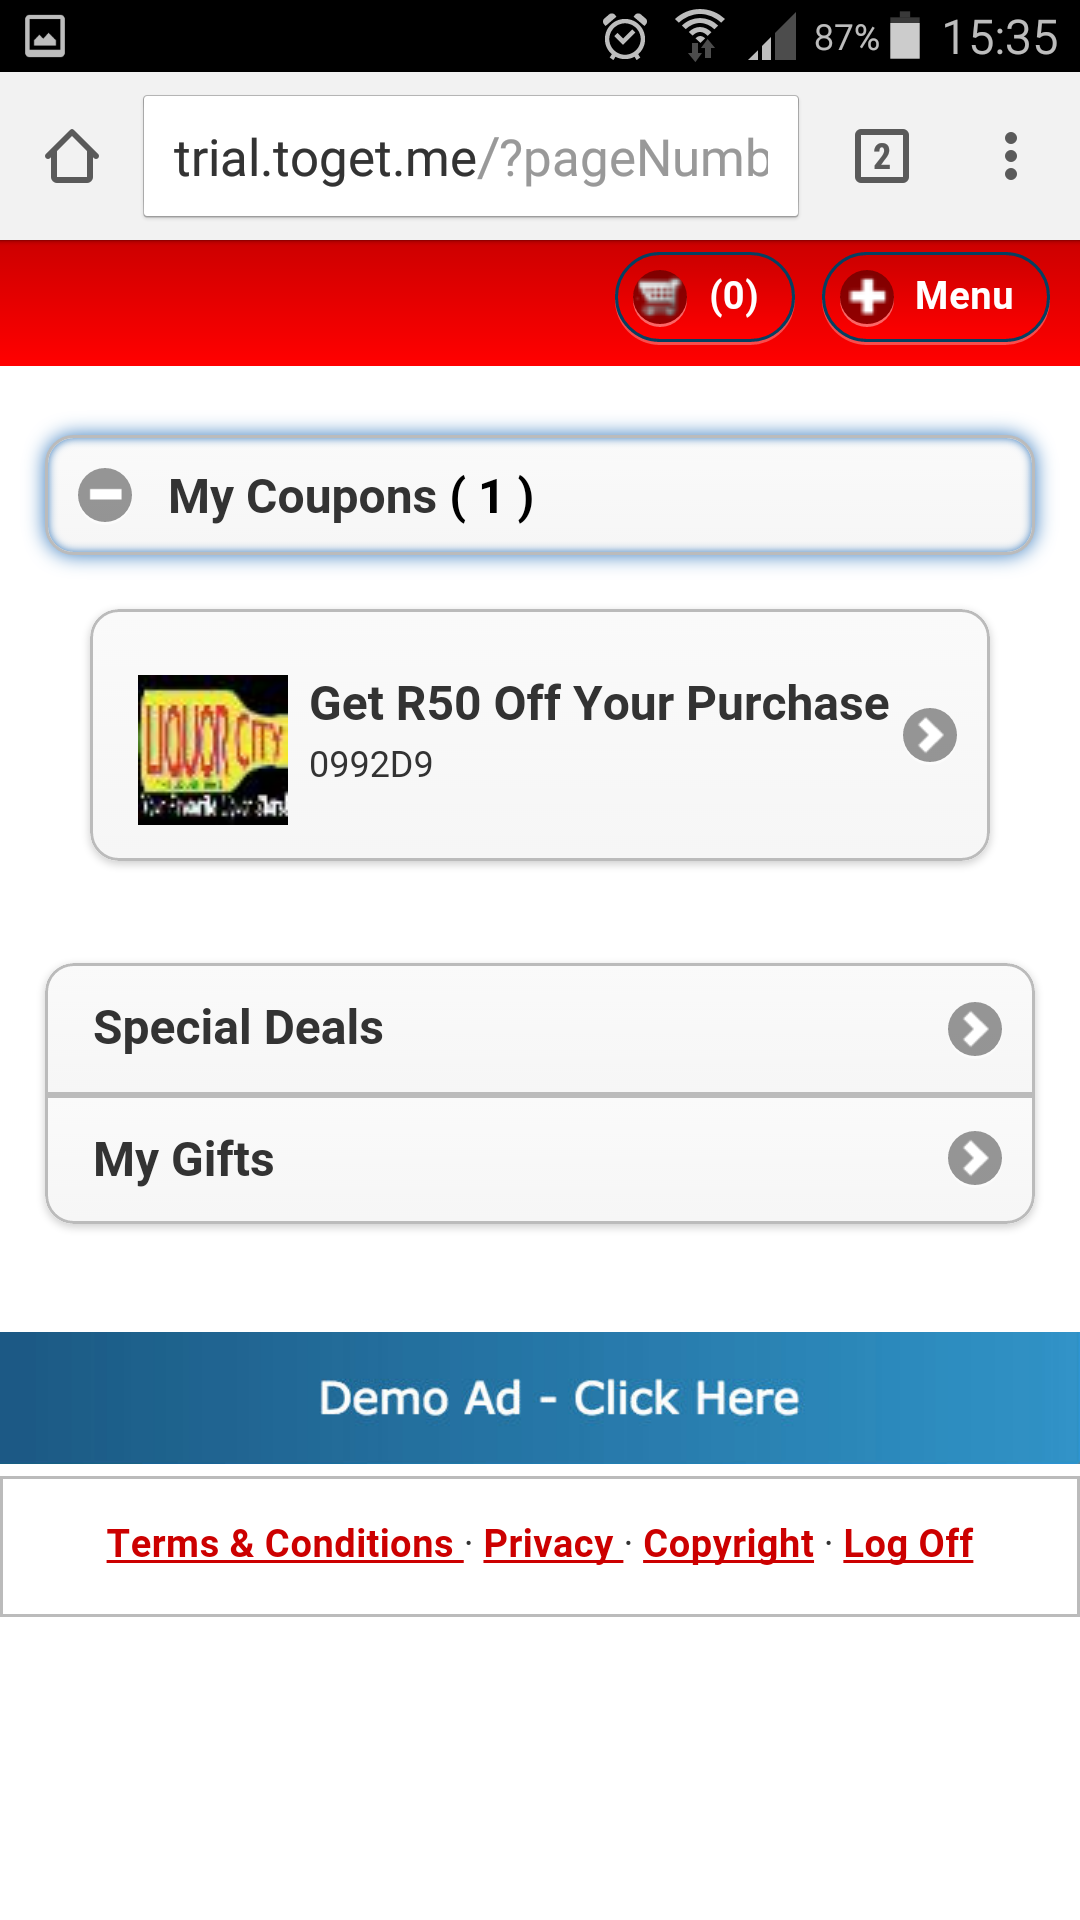 87% 15:35
trial.toget.me/?pageNumb
2
(0) Menu
My Coupons ( 1 )
LIQUOR CITY
Get R50 Off Your Purchase
0992D9
Special Deals
My Gifts
Demo Ad - Click Here
Terms & Conditions · Privacy · Copyright · Log Off